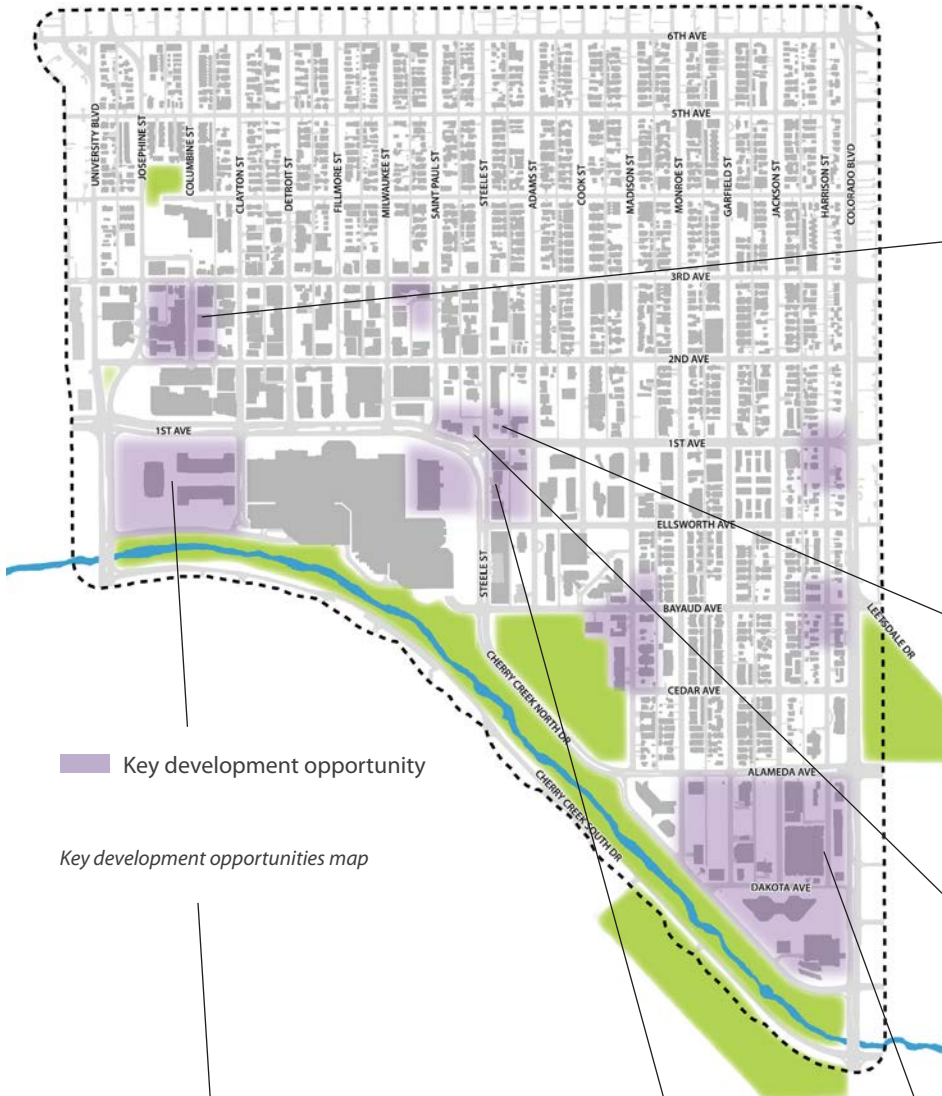 6TH AVE
5TH AVE
UNIVERSITY BLVD
JOSEPHINE ST
COLUMBINE ST
CLAYTON ST
DETROIT ST
FILLMORE ST
MILWAUKEE ST
SAINT PAUL ST
STEELE ST
ADAMS ST
COOK ST
MADISON ST
MONROE ST
GARFIELD ST
JACKSON ST
HARRISON ST
COLORADO BLVD
3RD AVE
2ND AVE
1ST AVE
1ST AVE
ELLSWORTH AVE
STEELE ST
BAYAUD AVE
LEETSDALE DR
CEDAR AVE
CHERRY CREEK NORTH DR
ALAMEDA AVE
CHERRY CREEK SOUTH DR
DAKOTA AVE
Key development opportunity
Key development opportunities map